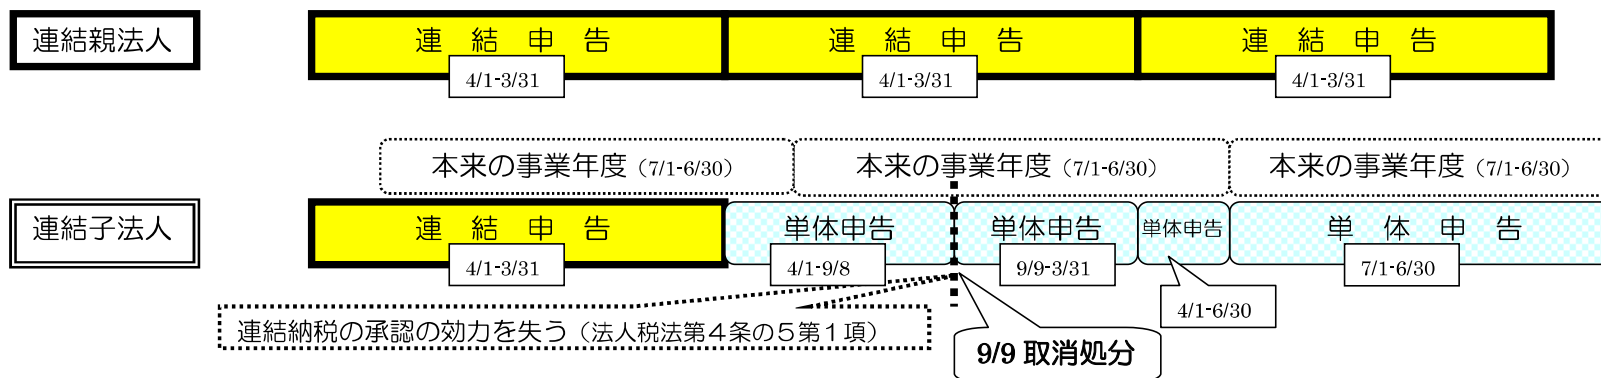 連結親法人
連結申告
連結申告
連結申告
4/1-3/31
4/1-3/31
4/1-3/31
本来の事業年度（7/1-6/30）
本来の事業年度（7/1-6/30）
本来の事業年度（7/1-6/30）
連結子法人
連結申告
単体申告
単体申告
単体申告
単体申告
4/1-3/31
4/1-9/8
9/9-3/31
7/1-6/30
4/1-6/30
連結納税の承認の効力を失う（法人税法第４条の５第１項）
9/9 取消処分